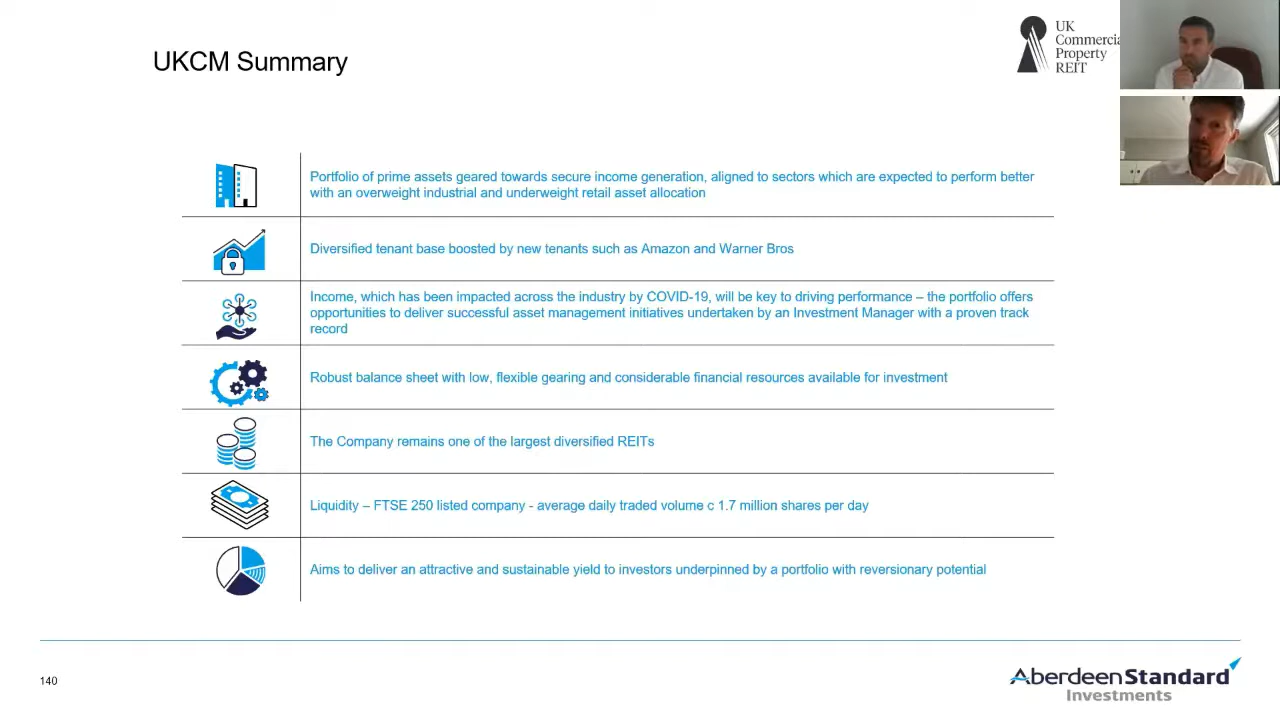 UKCM Summary
UK
Commercia
Property
REIT
Portfolio of prime assets geared towards secure income generation, aligned to sectors which are expected to perform better
with an overweight industrial and underweight retail asset allocation
Diversified tenant base boosted by new tenants such as Amazon and Warner Bros
Income, which has been impacted across the industry by COVID-19, will be key to driving performance – the portfolio offers
opportunities to deliver successful asset management initiatives undertaken by an Investment Manager with a proven track
record
Robust balance sheet with low, flexible gearing and considerable financial resources available for investment
The Company remains one of the largest diversified REITs
Liquidity – FTSE 250 listed company - average daily traded volume c 1.7 million shares per day
Aims to deliver an attractive and sustainable yield to investors underpinned by a portfolio with reversionary potential
140
Aberdeen Standard
Investments